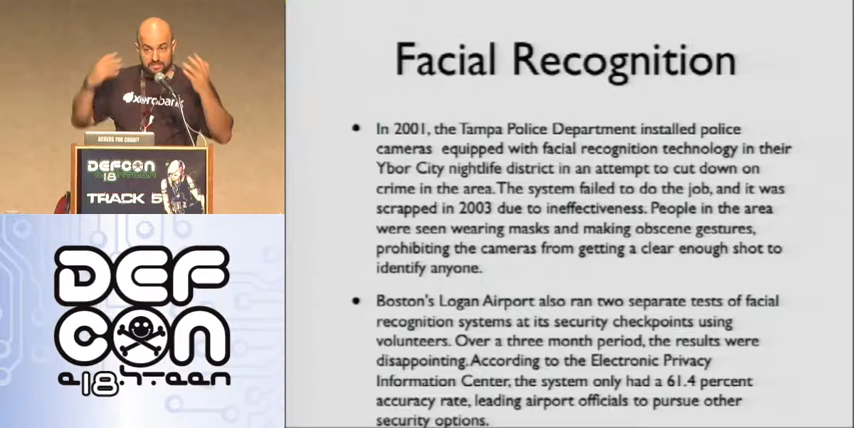 xerobank
ACKERS FOR CHARIT
DEFCON
18
TRACK 5
DEF
CON
e18hteen
Facial Recognition
• In 2001, the Tampa Police Department installed police
cameras equipped with facial recognition technology in their
Ybor City nightlife district in an attempt to cut down on
crime in the area. The system failed to do the job, and it was
scrapped in 2003 due to ineffectiveness. People in the area
were seen wearing masks and making obscene gestures,
prohibiting the cameras from getting a clear enough shot to
identify anyone.
• Boston's Logan Airport also ran two separate tests of facial
recognition systems at its security checkpoints using
volunteers. Over a three month period, the results were
disappointing. According to the Electronic Privacy
Information Center, the system only had a 61.4 percent
accuracy rate, leading airport officials to pursue other
security options.